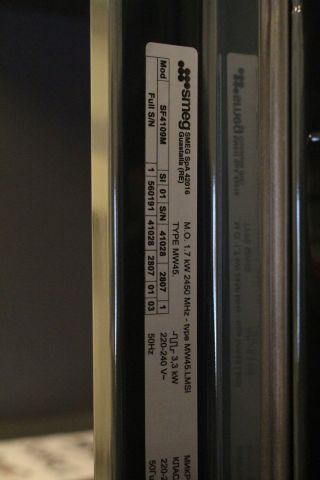 smeg
SMEG SpA 42016
Guastalla (RE)
Mod SF4109M SI 01 S/N 41028 2807 1
Full S/N 1 560191 41028 2807 01 03
M.O. 1.7 kW 2450 MHz - type MW45.LMSI
TYPE MW45.
3,3 kW
220-240 V~
50Hz